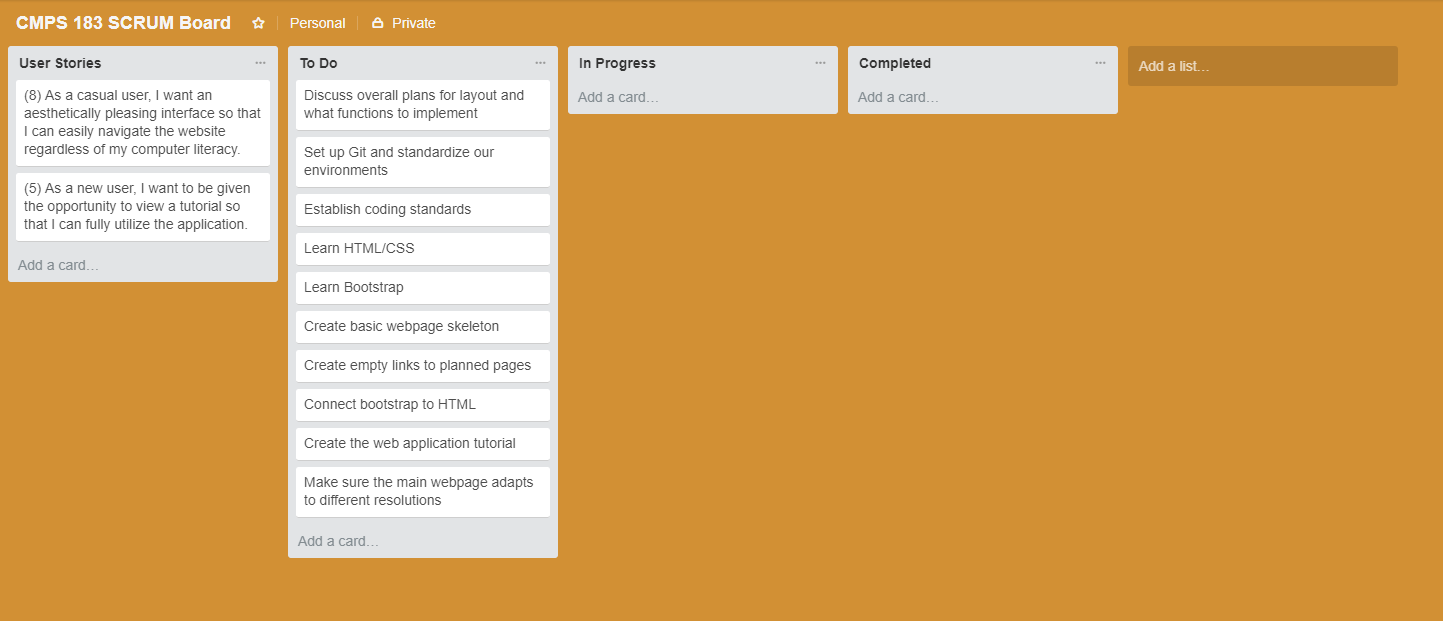 CMPS 183 SCRUM Board
Personal
Private
User Stories
(8) As a casual user, I want an
aesthetically pleasing interface so that
I can easily navigate the website
regardless of my computer literacy.
(5) As a new user, I want to be given
the opportunity to view a tutorial so
that I can fully utilize the application.
Add a card…
To Do
Discuss overall plans for layout and
what functions to implement
Set up Git and standardize our
environments
Establish coding standards
Learn HTML/CSS
Learn Bootstrap
Create basic webpage skeleton
Create empty links to planned pages
Connect bootstrap to HTML
Create the web application tutorial
Make sure the main webpage adapts
to different resolutions
Add a card…
In Progress
Add a card…
Completed
Add a card…
Add a list…